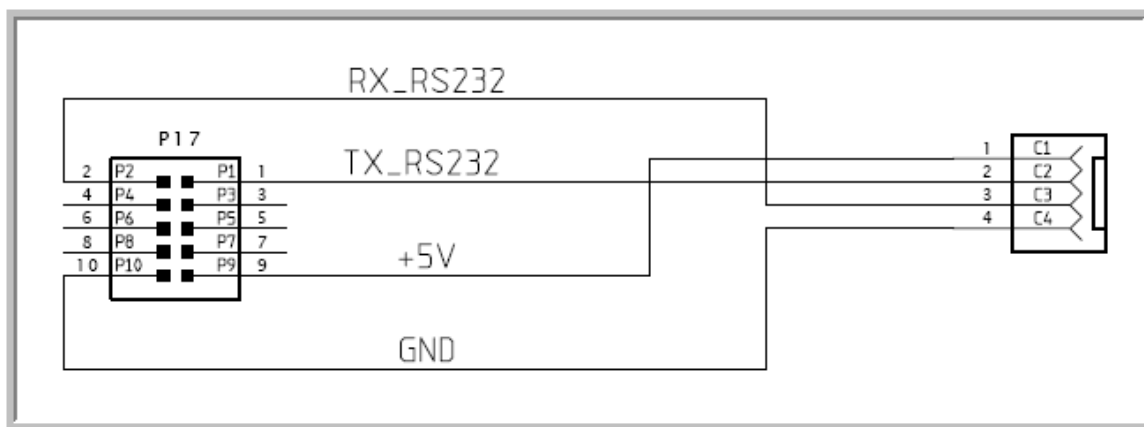 RX_RS232
P17
TX_RS232
2 P2 P1 1
4 P4 P3 3
6 P6 P5 5
8 P8 P7 7
10 P10 P9 9
+5V
GND
1 C1
2 C2
3 C3
4 C4